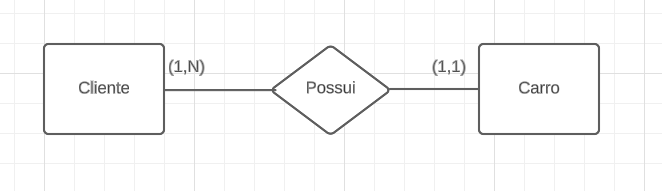 (1,N)
(1,1)
Cliente
Possui
Carro